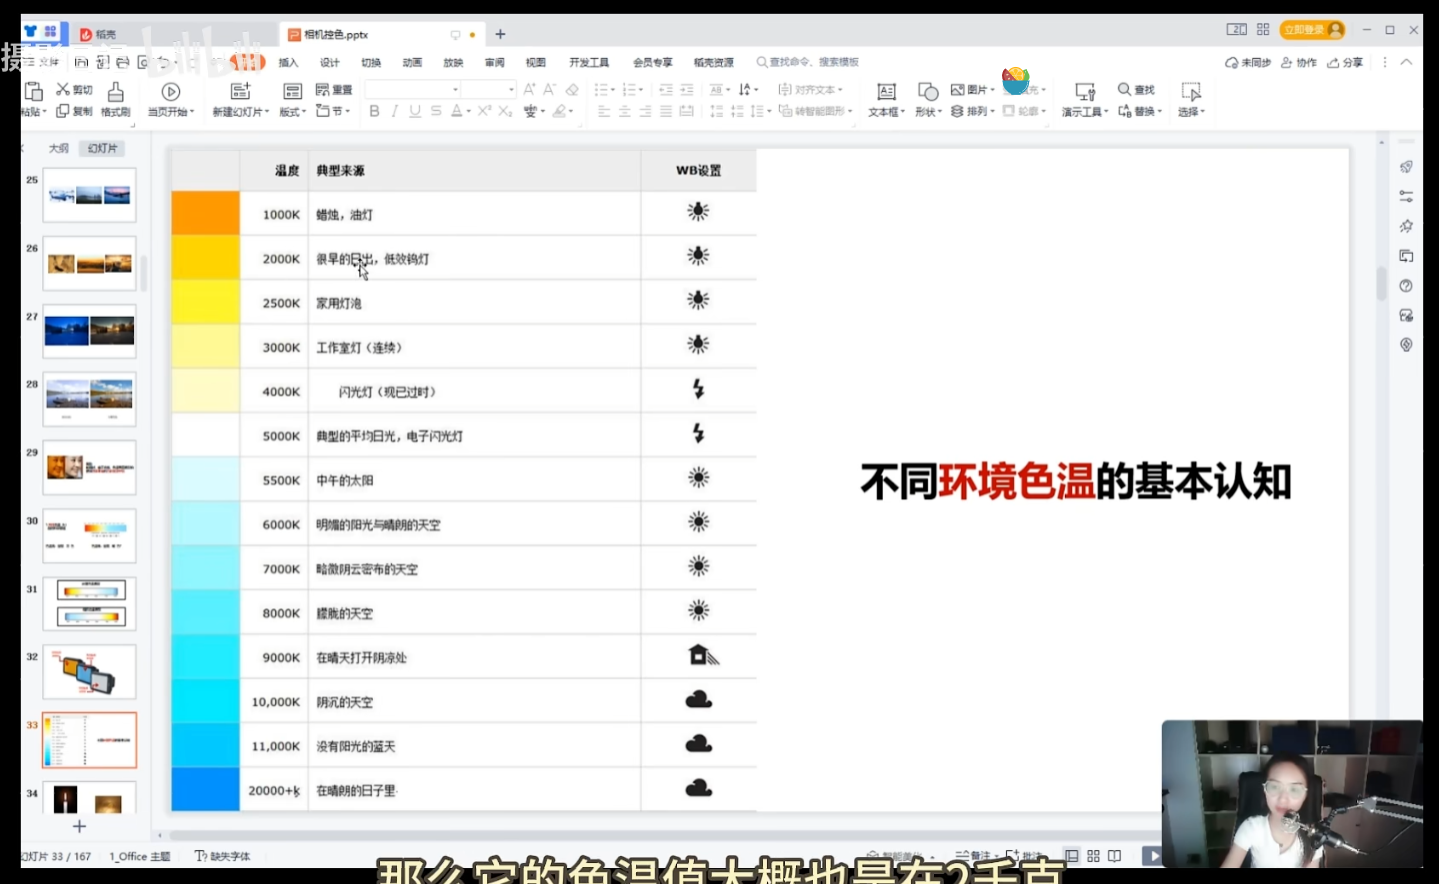 稻壳
相机控色.pptx
立即登录
插入 设计 切换 动画 放映 审阅 视图 开发工具 会员专享 稻壳资源 查找命令、搜索模板
未同步 协作 分享
剪切 复制 格式刷 当页开始 新建幻灯片 版式 重置 节
B I U S A X² X₂
对齐文本 转智能图形 文本框 形状 图片 排列 轮廓 演示工具 查找 替换 选择
大纲 幻灯片
温度 典型来源 WB设置
1000K 蜡烛，油灯
2000K 很早的日出，低效钨灯
2500K 家用灯泡
3000K 工作室灯（连续）
4000K 闪光灯（现已过时）
5000K 典型的平均日光，电子闪光灯
5500K 中午的太阳
6000K 明媚的阳光与晴朗的天空
7000K 暗微阴云密布的天空
8000K 朦胧的天空
9000K 在晴天打开阴凉处
10,000K 阴沉的天空
11,000K 没有阳光的蓝天
20000+k 在晴朗的日子里
不同环境色温的基本认知
25
26
27
28
29
30
31
32
33
34
幻灯片 33 / 167 1_Office 主题 缺失字体
备注 批注
那么它的色温值大概也是在2千克